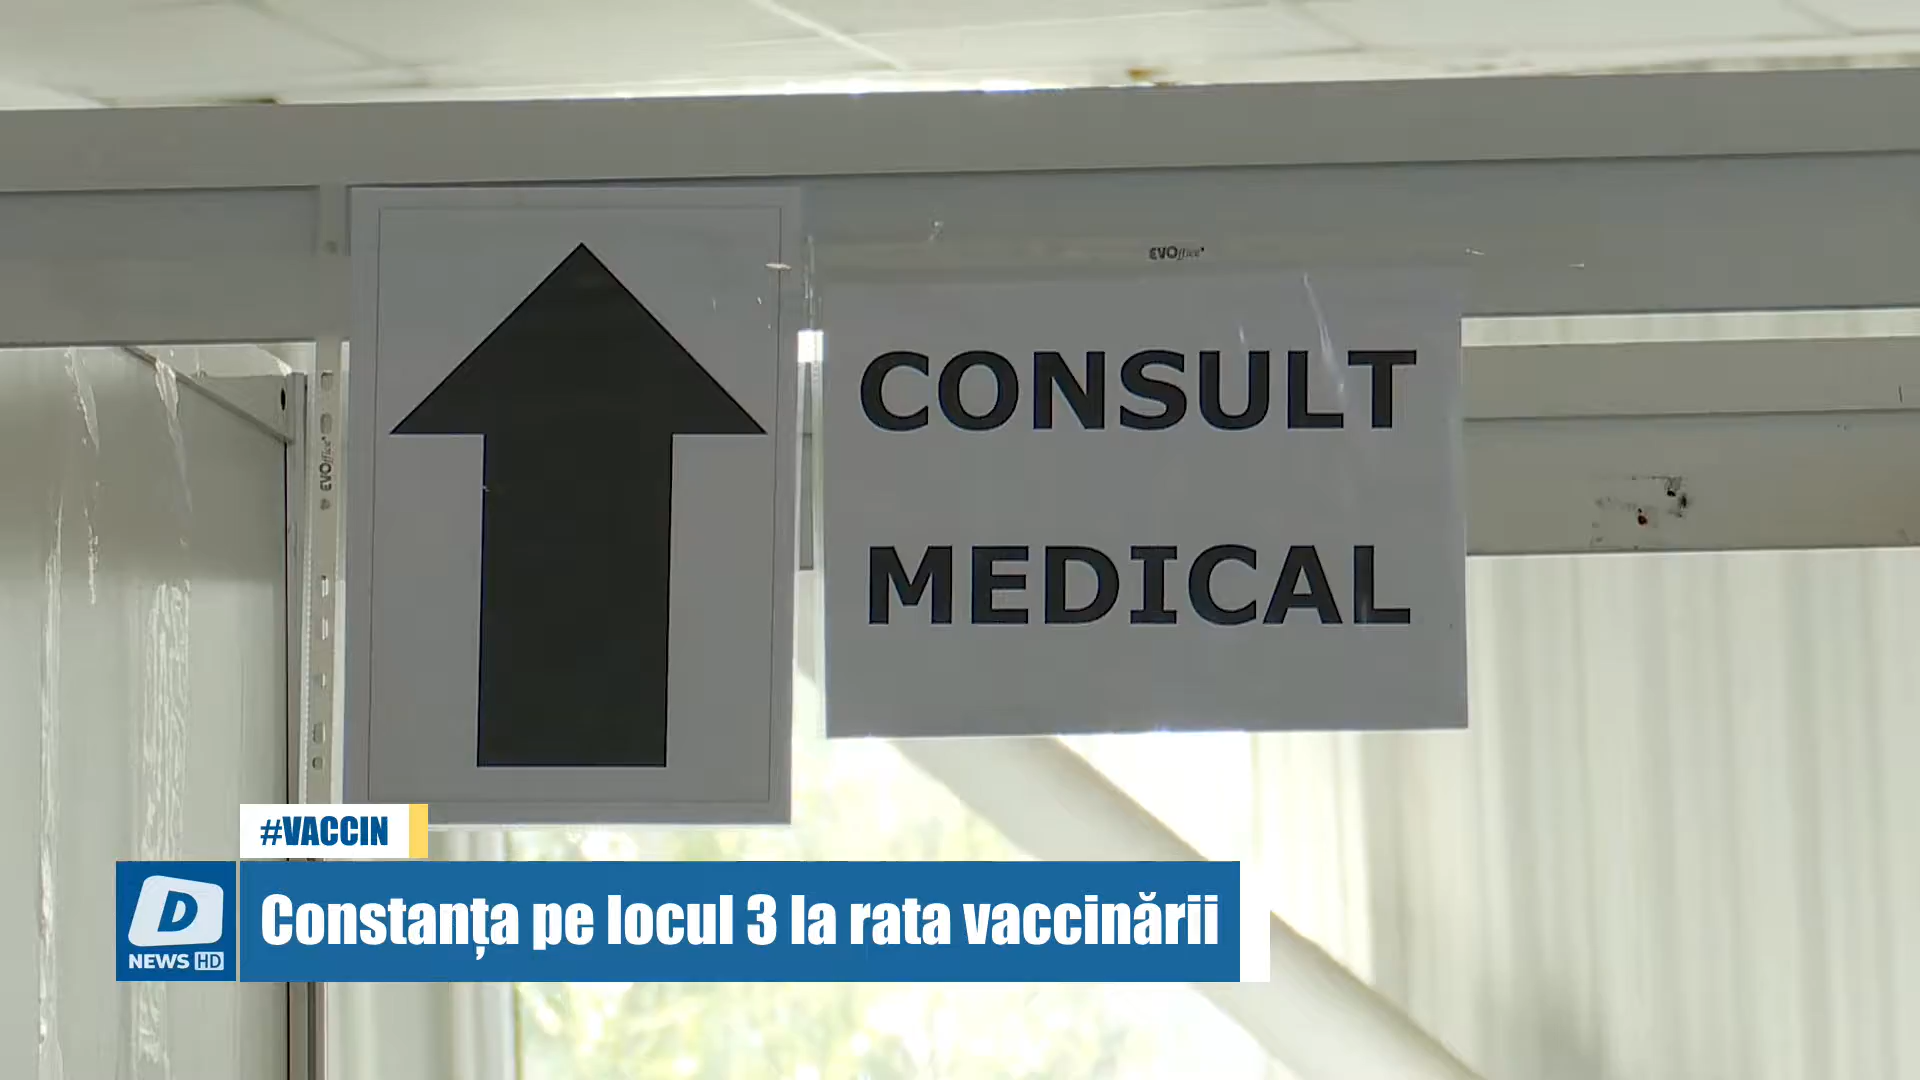 EVOffice
CONSULT
MEDICAL
EVOffice
#VACCIN
D
NEWS HD
Constanța pe locul 3 la rata vaccinării